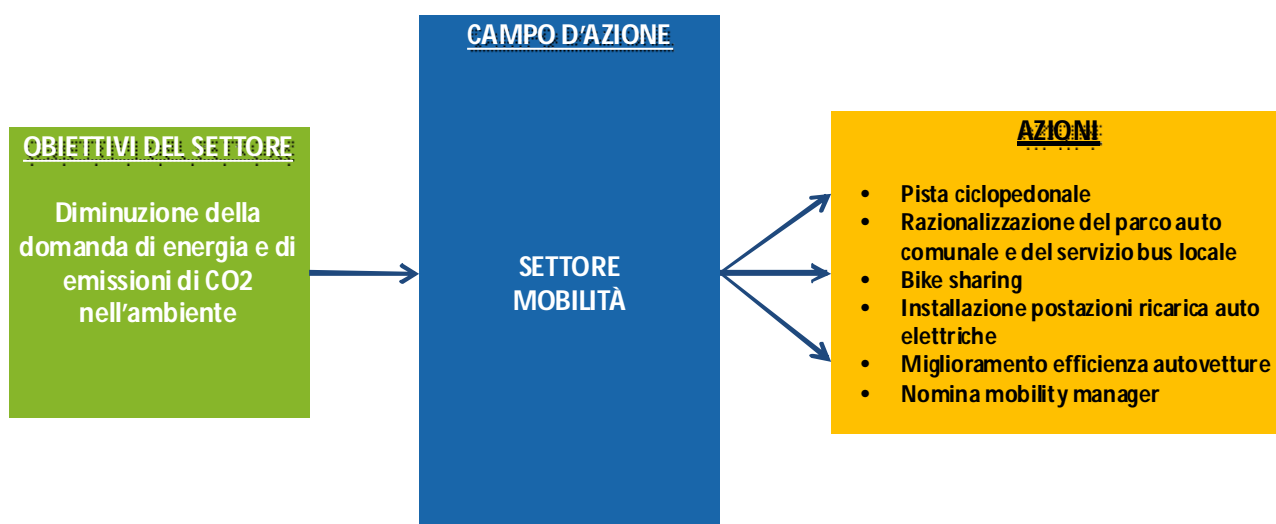 OBIETTIVI DEL SETTORE
Diminuzione della
domanda di energia e di
emissioni di CO2
nell'ambiente
CAMPO D'AZIONE
SETTORE
MOBILITÀ
AZIONI
• Pista ciclopedonale
• Razionalizzazione del parco auto
comunale e del servizio bus locale
• Bike sharing
• Installazione postazioni ricarica auto
elettriche
• Miglioramento efficienza autovetture
• Nomina mobility manager